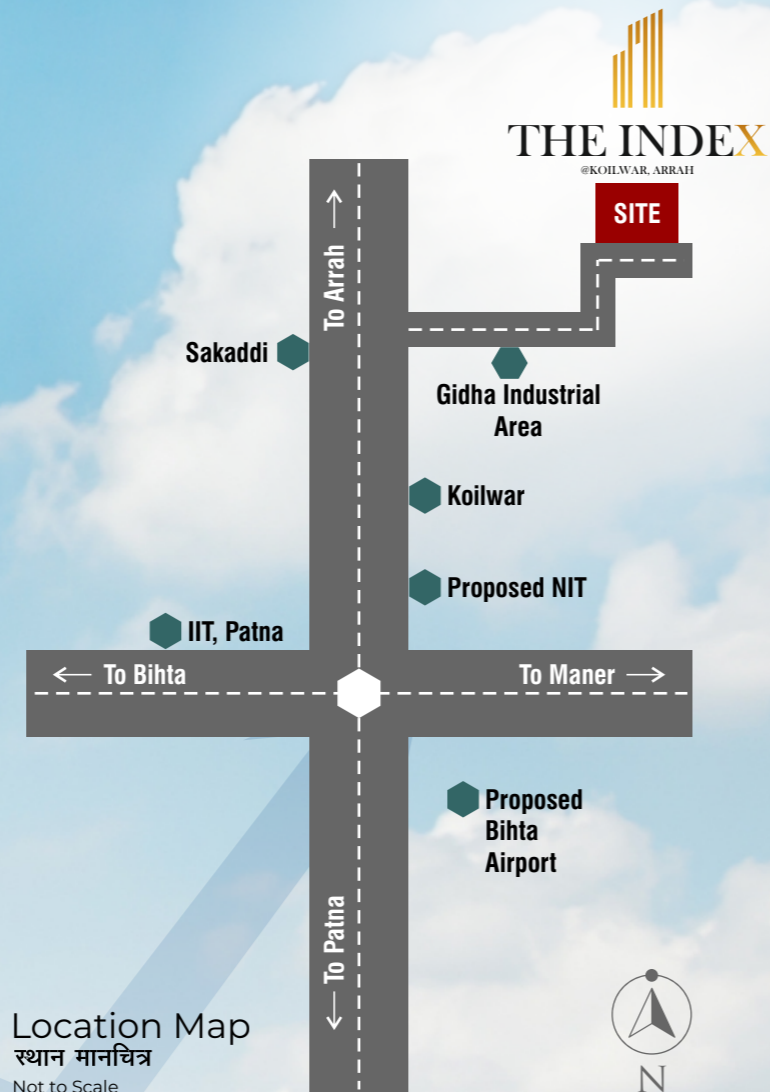 THE INDEX
@KOILWAR, ARRAH
SITE
To Arrah
Sakaddi
Gidha Industrial
Area
Koilwar
Proposed NIT
IIT, Patna
To Bihta
To Maner
Proposed
Bihta
Airport
To Patna
Location Map
स्थान मानचित्र
Not to Scale
N